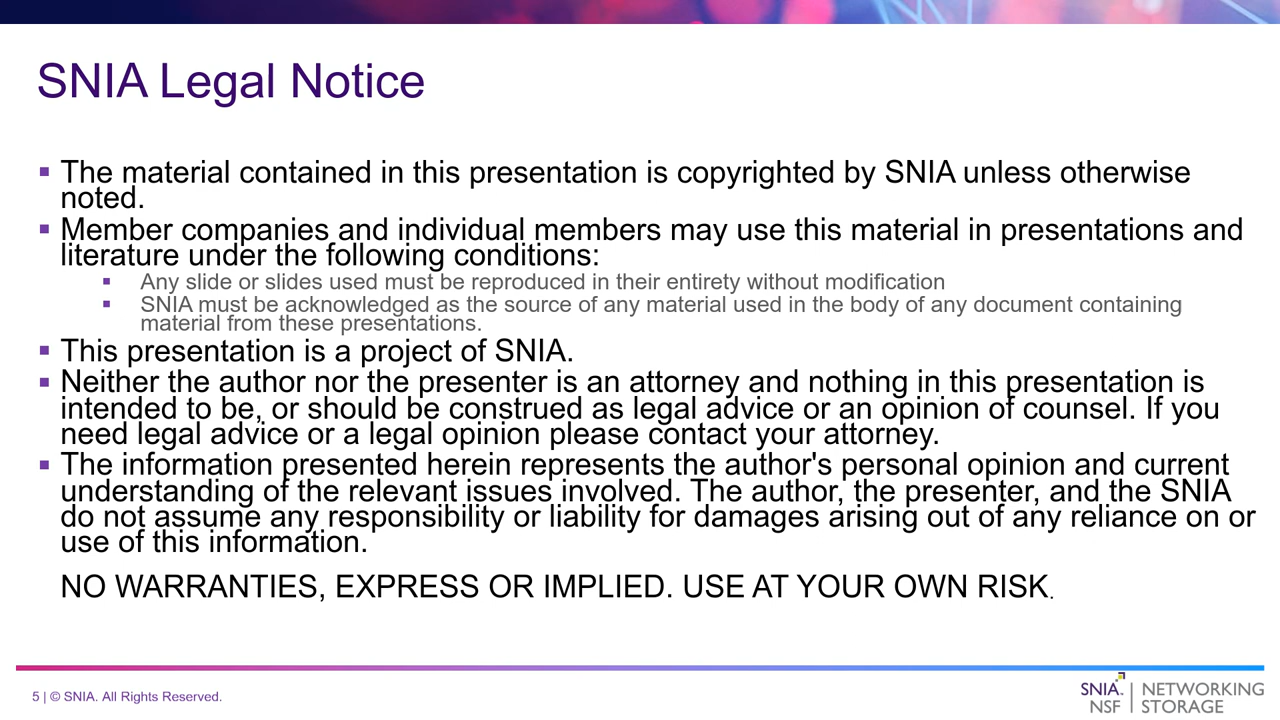 SNIA Legal Notice
▪ The material contained in this presentation is copyrighted by SNIA unless otherwise
noted.
▪ Member companies and individual members may use this material in presentations and
literature under the following conditions:
▪ Any slide or slides used must be reproduced in their entirety without modification
▪ SNIA must be acknowledged as the source of any material used in the body of any document containing
material from these presentations.
▪ This presentation is a project of SNIA.
▪ Neither the author nor the presenter is an attorney and nothing in this presentation is
intended to be, or should be construed as legal advice or an opinion of counsel. If you
need legal advice or a legal opinion please contact your attorney.
▪ The information presented herein represents the author's personal opinion and current
understanding of the relevant issues involved. The author, the presenter, and the SNIA
do not assume any responsibility or liability for damages arising out of any reliance on or
use of this information.
NO WARRANTIES, EXPRESS OR IMPLIED. USE AT YOUR OWN RISK.
5 | © SNIA. All Rights Reserved.
SNIA. | NETWORKING
NSF | STORAGE